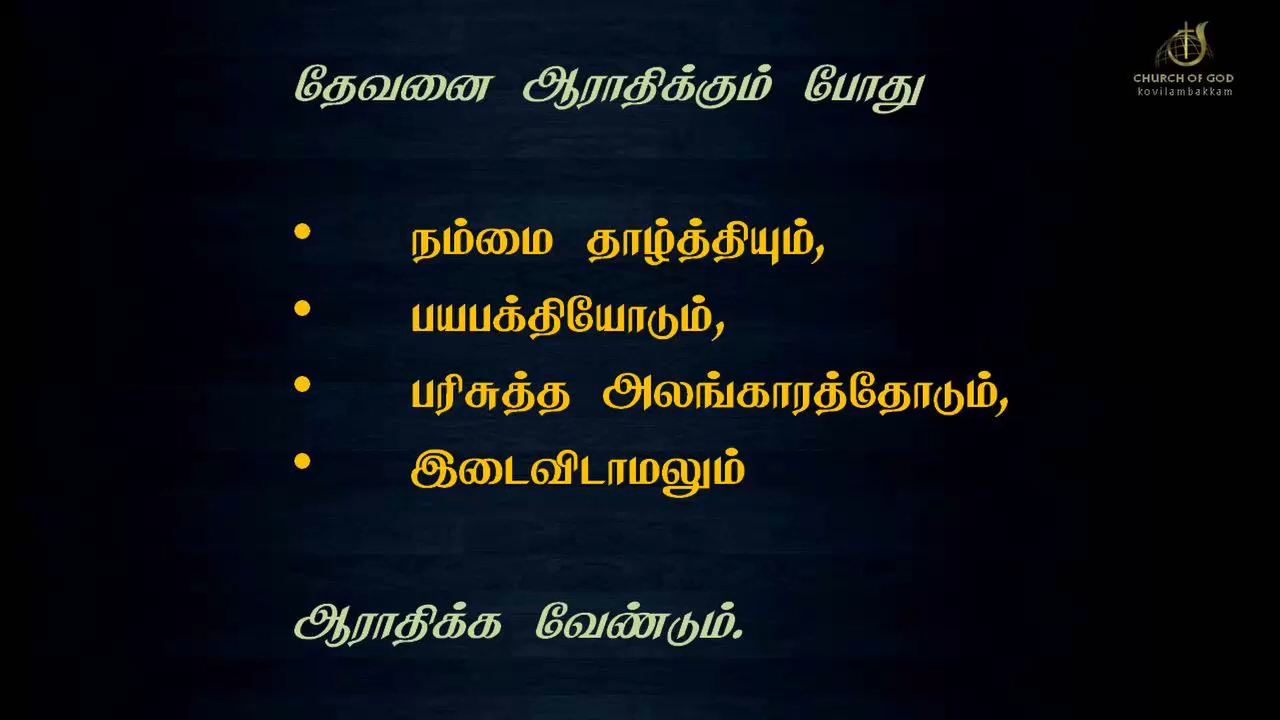 CHURCH OF GOD
kovilambakkam
தேவனை ஆராதிக்கும் போது
• நம்மை தாழ்த்தியும்,
• பயபக்தியோடும்,
• பரிசுத்த அலங்காரத்தோடும்,
• இடைவிடாமலும்
ஆராதிக்க வேண்டும்.